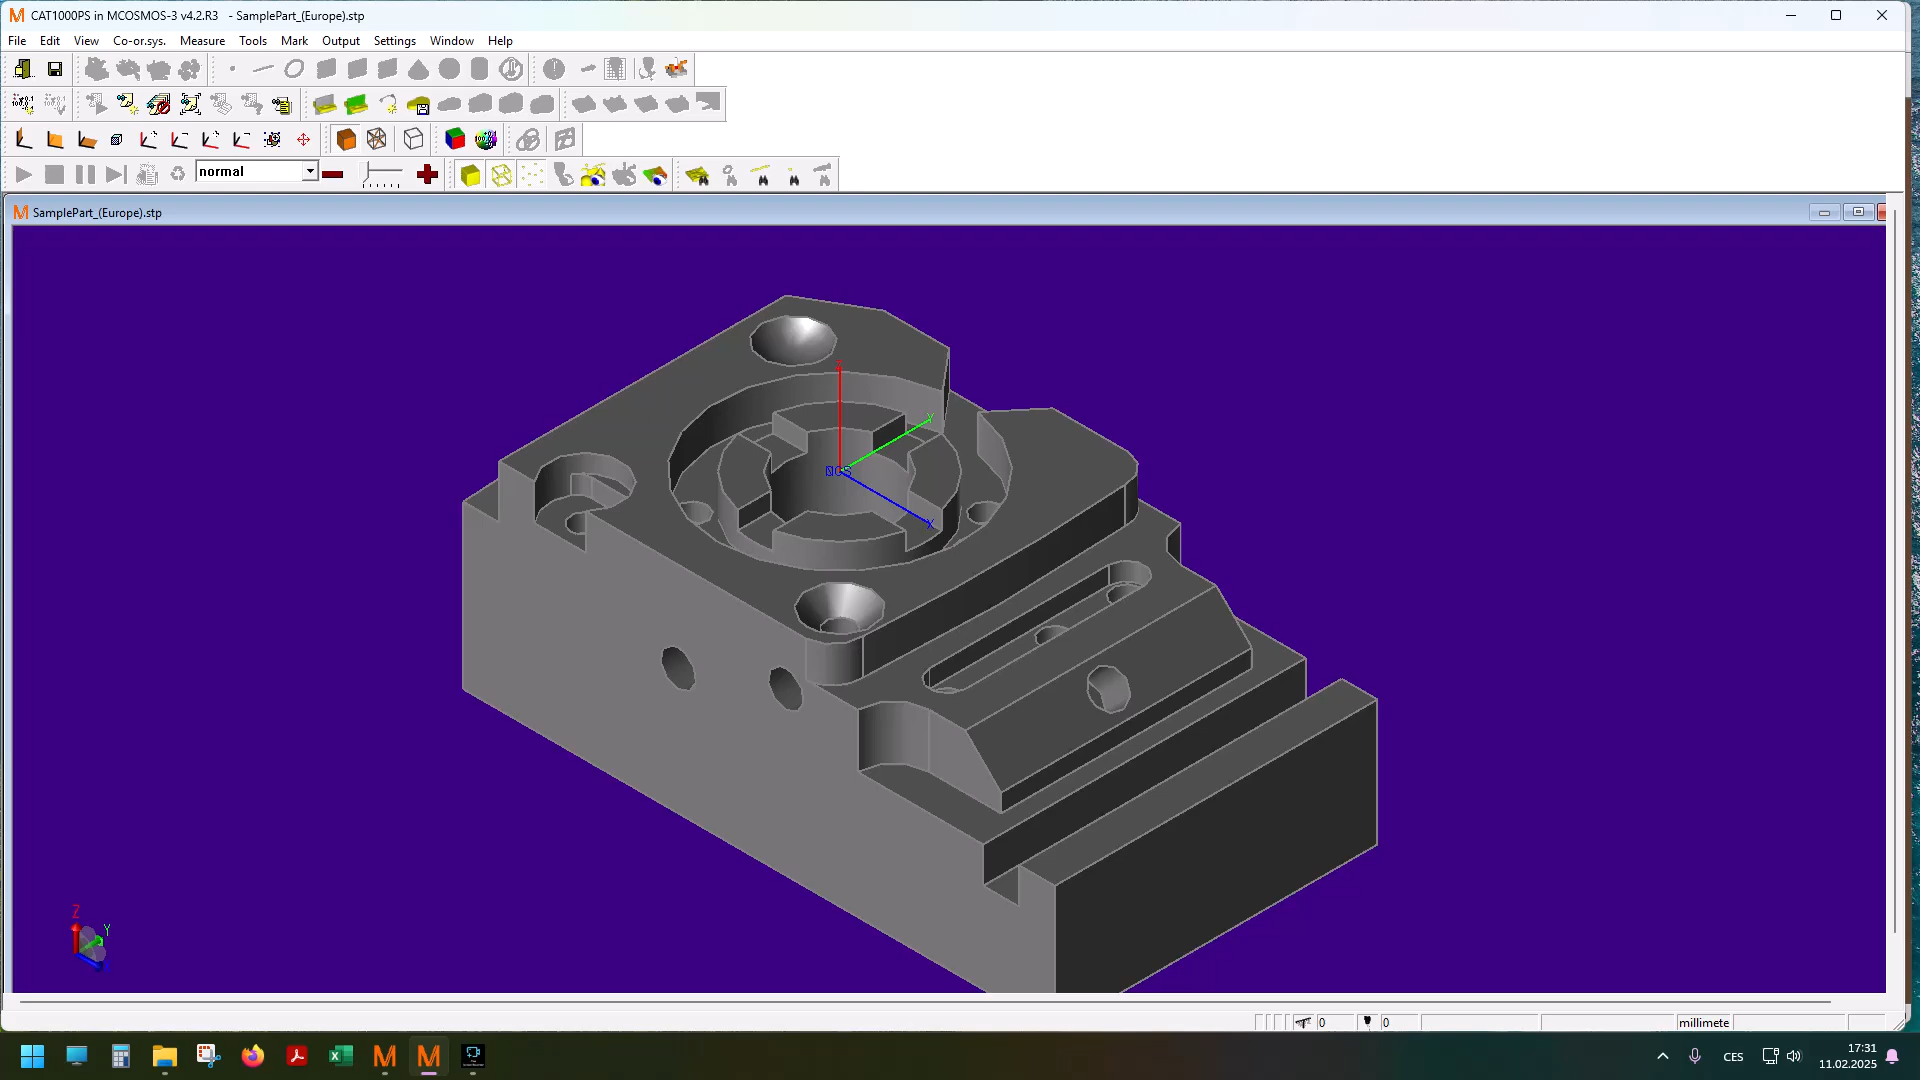 CAT1000PS in MCOSMOS-3 v4.2.R3 - SamplePart_(Europe).stp
File Edit View Co-or.sys. Measure Tools Mark Output Settings Window Help
normal
SamplePart_(Europe).stp
Z
Y
X
Z
Y
0 0 millimete
CES
17:31
11.02.2025